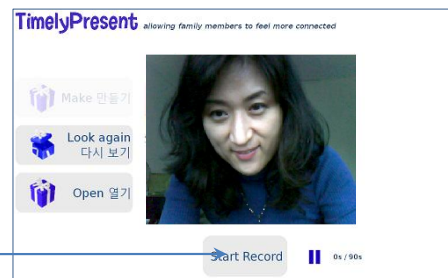 TimelyPresent allowing family members to feel more connected
Make 만들기
Look again
다시 보기
Open 열기
Start Record
0s / 90s